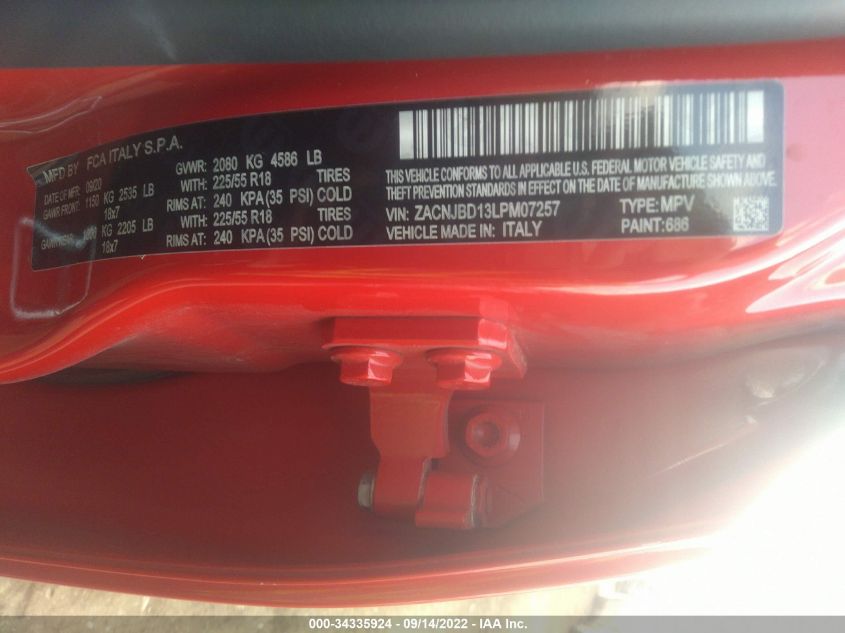 MFD BY FCA ITALY S.P.A.
DATE OF MFR: 09/20 GVWR: 2080 KG 4586 LB
GAWR FRONT: 1150 KG 2535 LB WITH: 225/55 R18 TIRES
18x7 RIMS AT: 240 KPA (35 PSI) COLD
KG 2205 LB WITH: 225/55 R18 TIRES
18x7 RIMS AT: 240 KPA (35 PSI) COLD
THIS VEHICLE CONFORMS TO ALL APPLICABLE U.S. FEDERAL MOTOR VEHICLE SAFETY AND
THEFT PREVENTION STANDARDS IN EFFECT ON THE DATE OF MANUFACTURE SHOWN ABOVE
VIN: ZACNJBD13LPM07257 TYPE: MPV
VEHICLE MADE IN: ITALY PAINT: 686
000-34335924 - 09/14/2022 - IAA Inc.